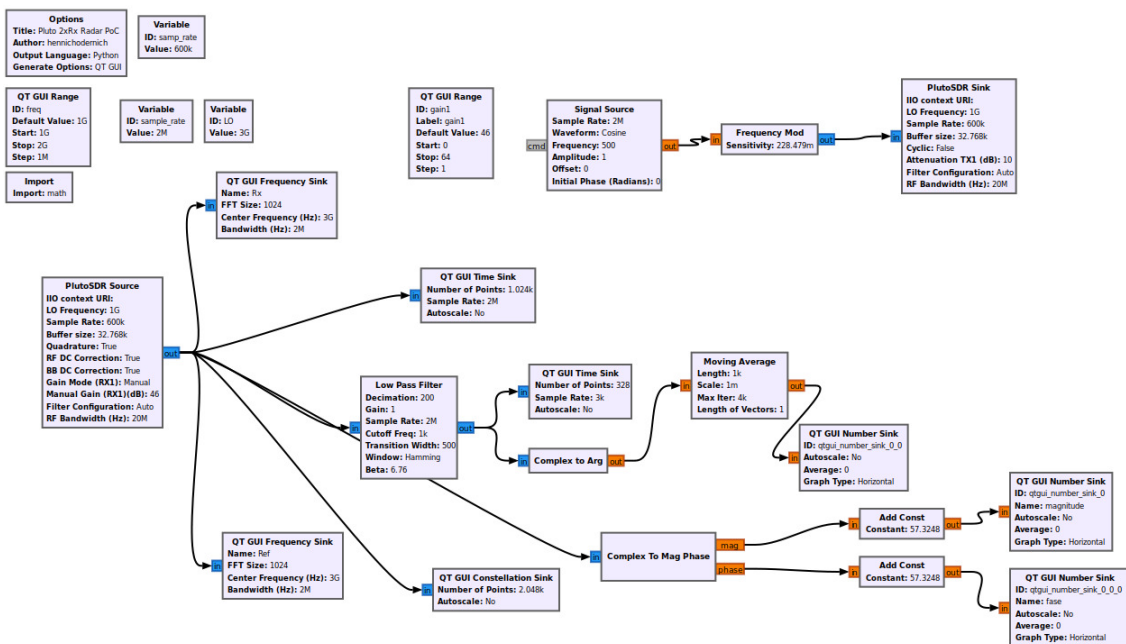 Options
Title: Pluto 2xRx Radar PoC
Author: hennichodernich
Output Language: Python
Generate Options: QT GUI
Variable
ID: samp_rate
Value: 600k
QT GUI Range
ID: freq
Default Value: 1G
Start: 1G
Stop: 2G
Step: 1M
Variable
ID: sample_rate
Value: 2M
Variable
ID: LO
Value: 3G
Import
Import: math
QT GUI Range
ID: gain1
Label: gain1
Default Value: 46
Start: 0
Stop: 64
Step: 1
cmd
Signal Source
Sample Rate: 2M
Waveform: Cosine
Frequency: 500
Amplitude: 1
Offset: 0
Initial Phase (Radians): 0
out
in
Frequency Mod
Sensitivity: 228.479m
out
in
PlutoSDR Sink
IIO context URI:
LO Frequency: 1G
Sample Rate: 600k
Buffer size: 32.768k
Cyclic: False
Attenuation TX1 (dB): 10
Filter Configuration: Auto
RF Bandwidth (Hz): 20M
in
QT GUI Frequency Sink
Name: Rx
FFT Size: 1024
Center Frequency (Hz): 3G
Bandwidth (Hz): 2M
PlutoSDR Source
IIO context URI:
LO Frequency: 1G
Sample Rate: 600k
Buffer size: 32.768k
Quadrature: True
RF DC Correction: True
BB DC Correction: True
Gain Mode (RX1): Manual
Manual Gain (RX1)(dB): 46
Filter Configuration: Auto
RF Bandwidth (Hz): 20M
out
in
QT GUI Time Sink
Number of Points: 1.024k
Sample Rate: 2M
Autoscale: No
in
Low Pass Filter
Decimation: 200
Gain: 1
Sample Rate: 2M
Cutoff Freq: 1k
Transition Width: 500
Window: Hamming
Beta: 6.76
out
in
QT GUI Time Sink
Number of Points: 328
Sample Rate: 3k
Autoscale: No
in
Complex to Arg
out
in
Moving Average
Length: 1k
Scale: 1m
Max Iter: 4k
Length of Vectors: 1
out
in
QT GUI Number Sink
ID: qtgui_number_sink_0_0
Autoscale: No
Average: 0
Graph Type: Horizontal
in
QT GUI Frequency Sink
Name: Ref
FFT Size: 1024
Center Frequency (Hz): 3G
Bandwidth (Hz): 2M
in
QT GUI Constellation Sink
Number of Points: 2.048k
Autoscale: No
in
Complex To Mag Phase
mag
phase
in
Add Const
Constant: 57.3248
out
in
Add Const
Constant: 57.3248
out
in
QT GUI Number Sink
ID: qtgui_number_sink_0
Name: magnitude
Autoscale: No
Average: 0
Graph Type: Horizontal
in
QT GUI Number Sink
ID: qtgui_number_sink_0_0_0
Name: fase
Autoscale: No
Average: 0
Graph Type: Horizontal